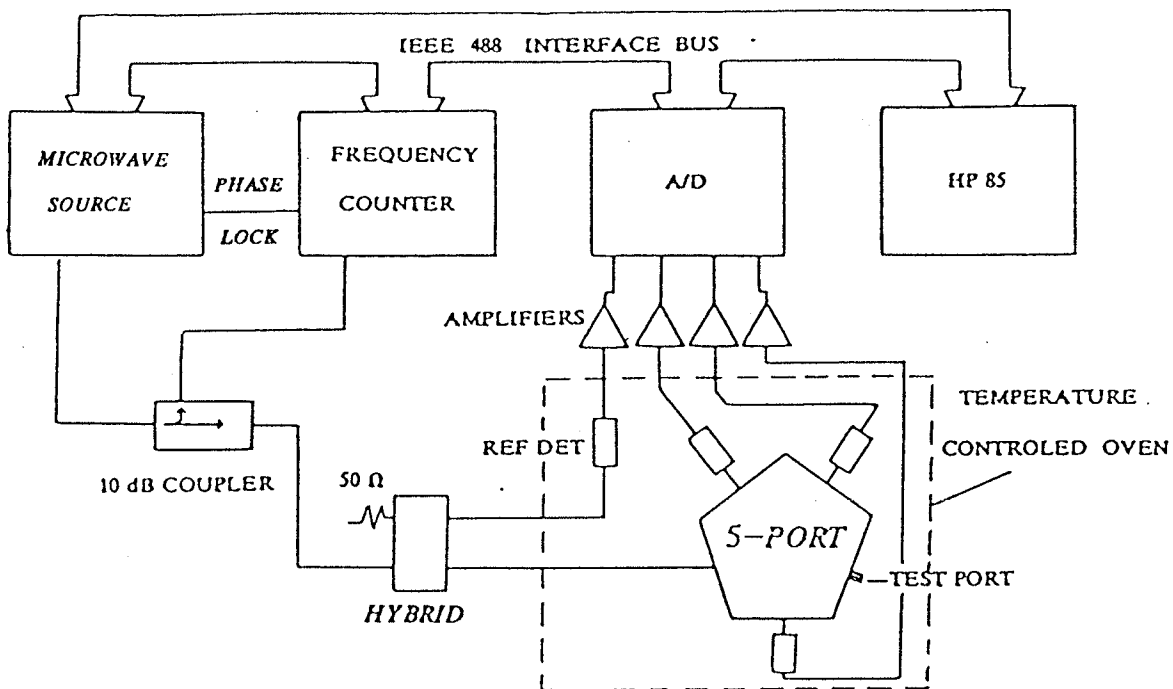 IEEE 488 INTERFACE BUS
MICROWAVE
SOURCE
PHASE
LOCK
FREQUENCY
COUNTER
A/D
HP 85
AMPLIFIERS
TEMPERATURE
CONTROLED OVEN
REF DET
10 dB COUPLER
50 Ω
5-PORT
TEST PORT
HYBRID